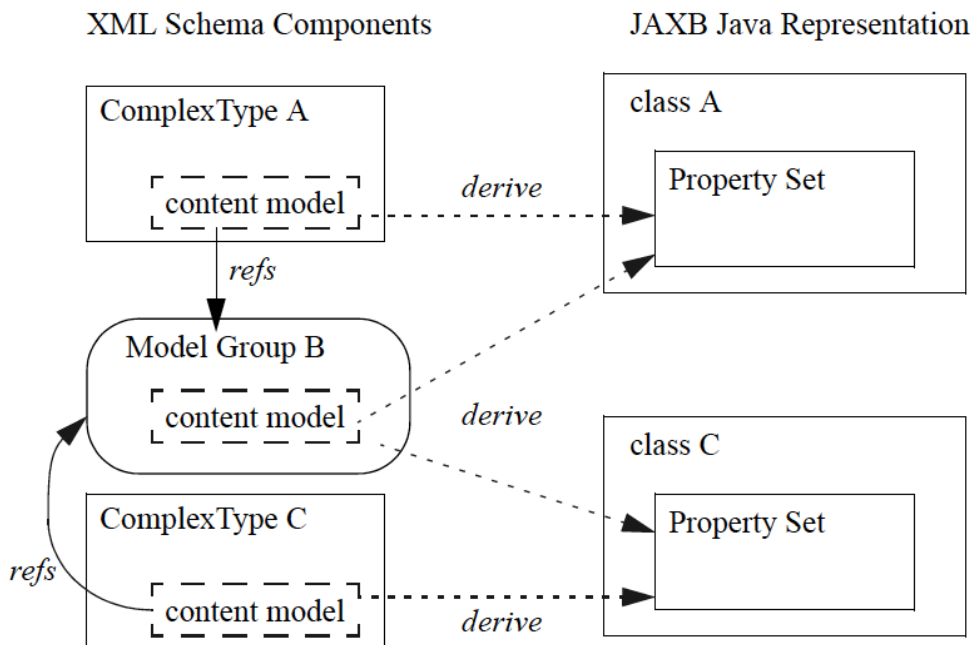 XML Schema Components
JAXB Java Representation
ComplexType A
content model
refs
derive
class A
Property Set
Model Group B
content model
derive
class C
Property Set
ComplexType C
refs
content model
derive